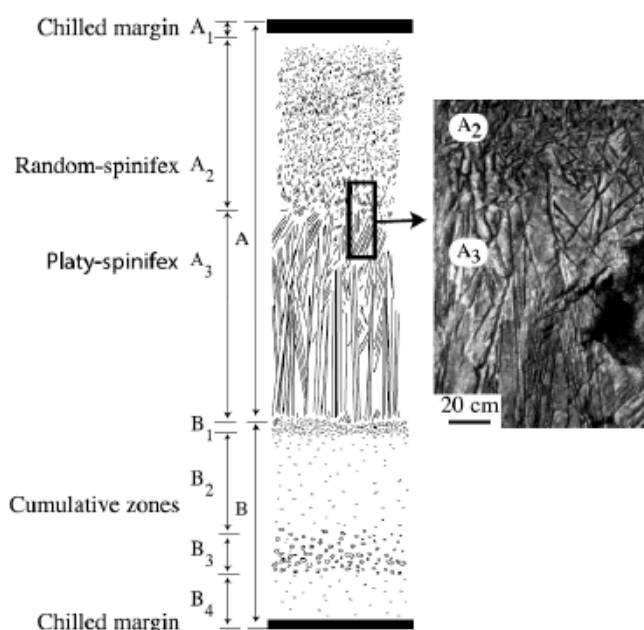 Chilled margin A1
Random-spinifex A2
A
Platy-spinifex A3
B1
B2
B
Cumulative zones
B3
B4
Chilled margin
A2
A3
20 cm